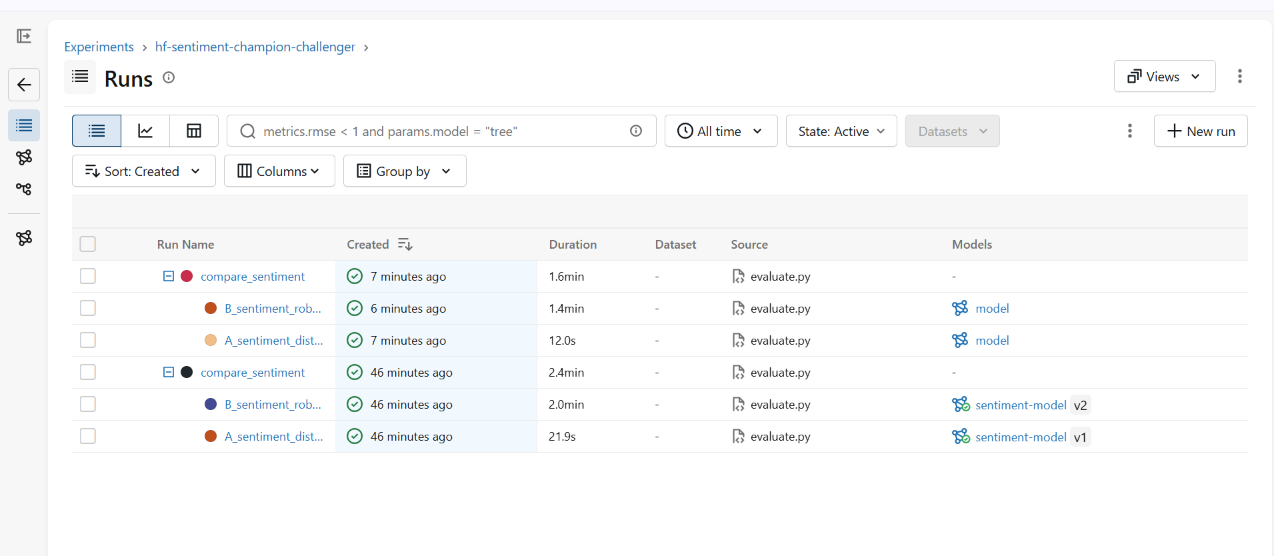 Experiments > hf-sentiment-champion-challenger >
Runs
Views
metrics.rmse < 1 and params.model = "tree"
All time
State: Active
Datasets
New run
Sort: Created
Columns
Group by
Run Name Created Duration Dataset Source Models
compare_sentiment 7 minutes ago 1.6min - evaluate.py -
B_sentiment_rob... 6 minutes ago 1.4min - evaluate.py model
A_sentiment_dist... 7 minutes ago 12.0s - evaluate.py model
compare_sentiment 46 minutes ago 2.4min - evaluate.py -
B_sentiment_rob... 46 minutes ago 2.0min - evaluate.py sentiment-model v2
A_sentiment_dist... 46 minutes ago 21.9s - evaluate.py sentiment-model v1